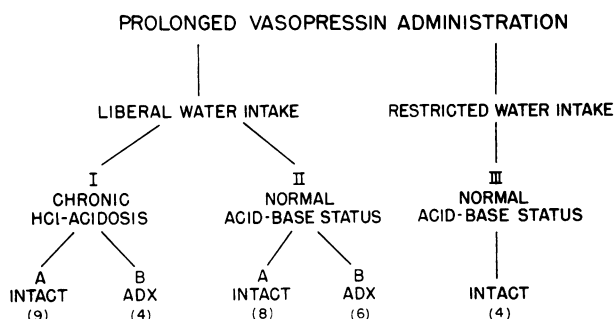 PROLONGED VASOPRESSIN ADMINISTRATION
LIBERAL WATER INTAKE
RESTRICTED WATER INTAKE
I
CHRONIC
HCl-ACIDOSIS
II
NORMAL
ACID-BASE STATUS
III
NORMAL
ACID-BASE STATUS
A
INTACT
(9)
B
ADX
(4)
A
INTACT
(8)
B
ADX
(6)
INTACT
(4)